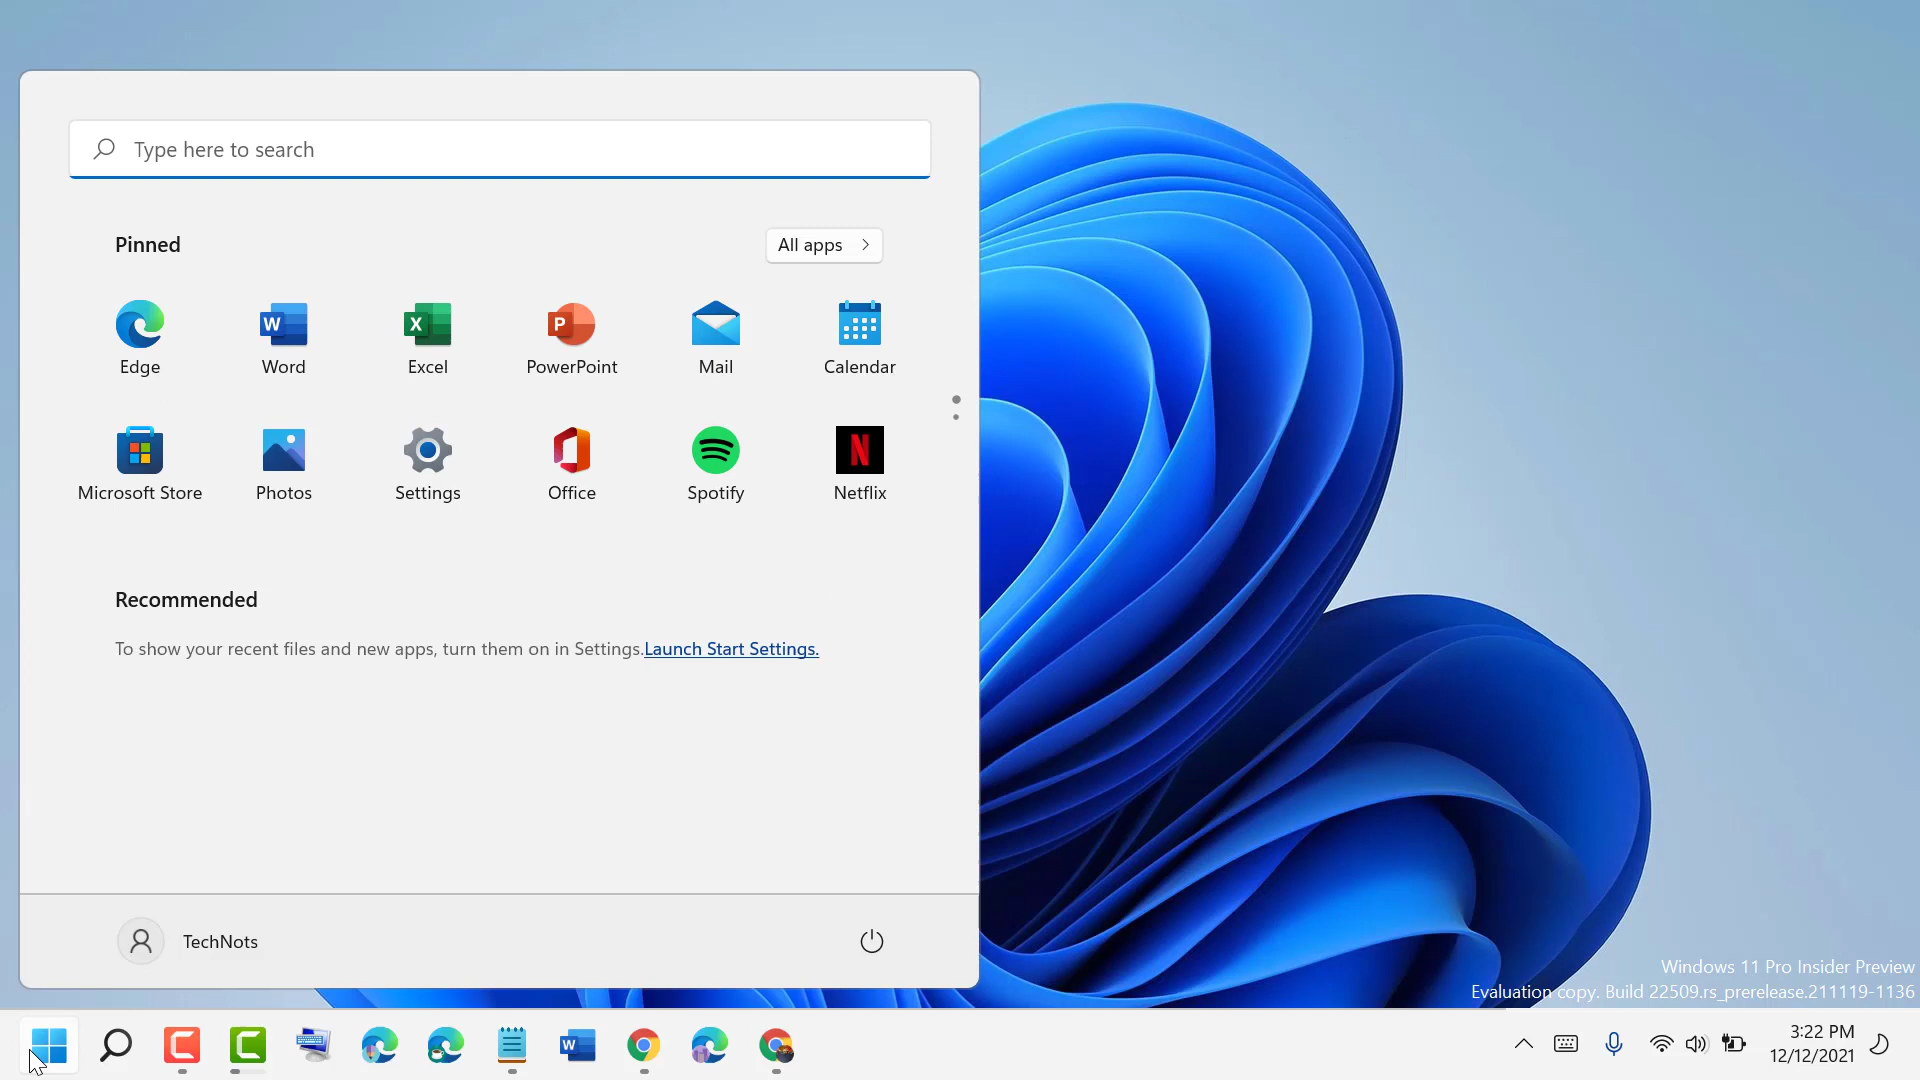 Type here to search
Pinned
All apps
Edge
Word
Excel
PowerPoint
Mail
Calendar
Microsoft Store
Photos
Settings
Office
Spotify
Netflix
Recommended
To show your recent files and new apps, turn them on in Settings.Launch Start Settings.
TechNots
Windows 11 Pro Insider Preview
Evaluation copy. Build 22509.rs_prerelease.211119-1136
3:22 PM
12/12/2021